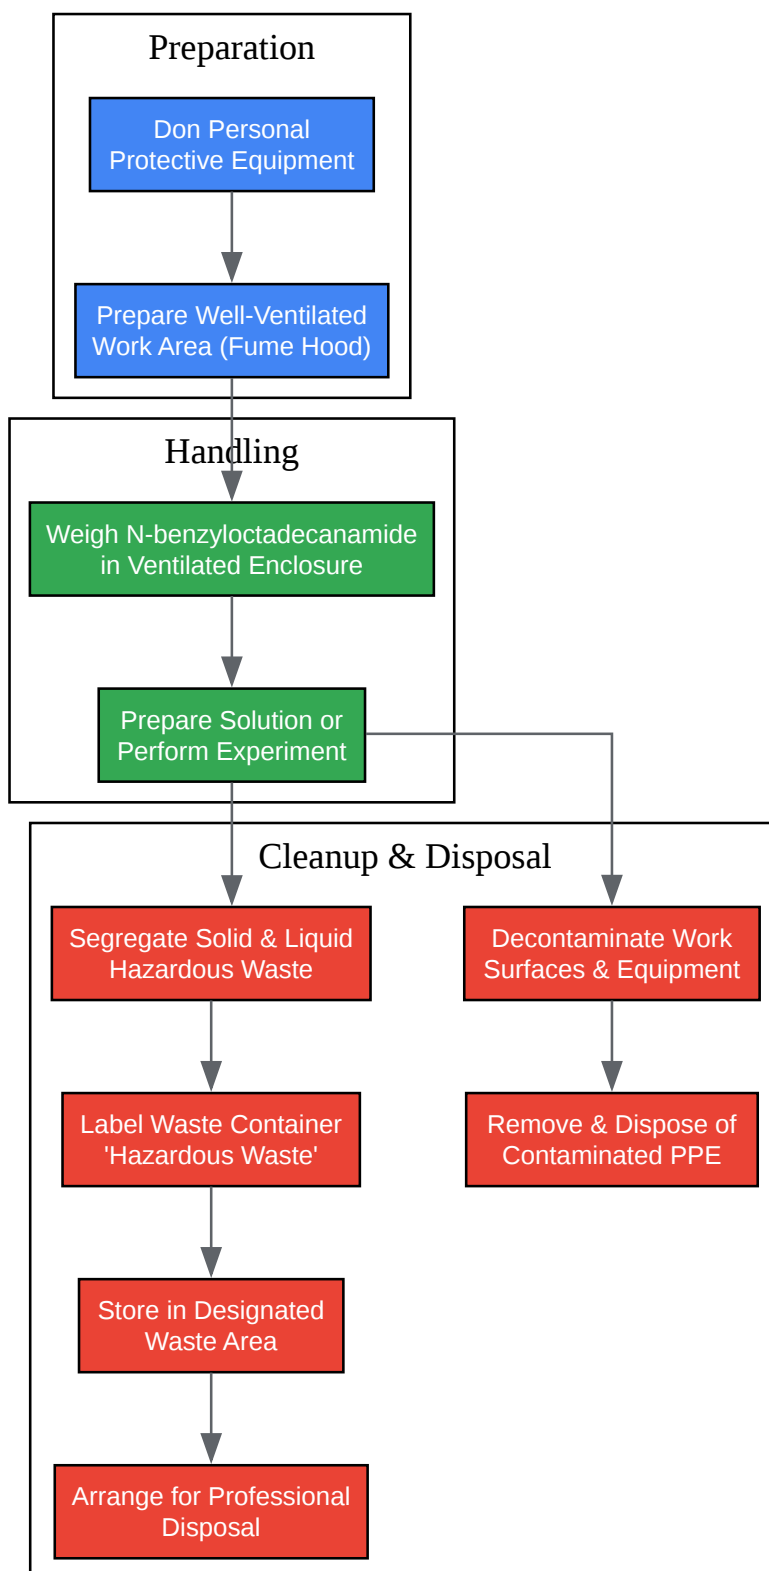 Preparation
Don Personal
Protective Equipment
Prepare Well-Ventilated
Work Area (Fume Hood)
Handling
Weigh N-benzyloctadecanamide
in Ventilated Enclosure
Prepare Solution or
Perform Experiment
Cleanup & Disposal
Segregate Solid & Liquid
Hazardous Waste
Decontaminate Work
Surfaces & Equipment
Label Waste Container
'Hazardous Waste'
Remove & Dispose of
Contaminated PPE
Store in Designated
Waste Area
Arrange for Professional
Disposal